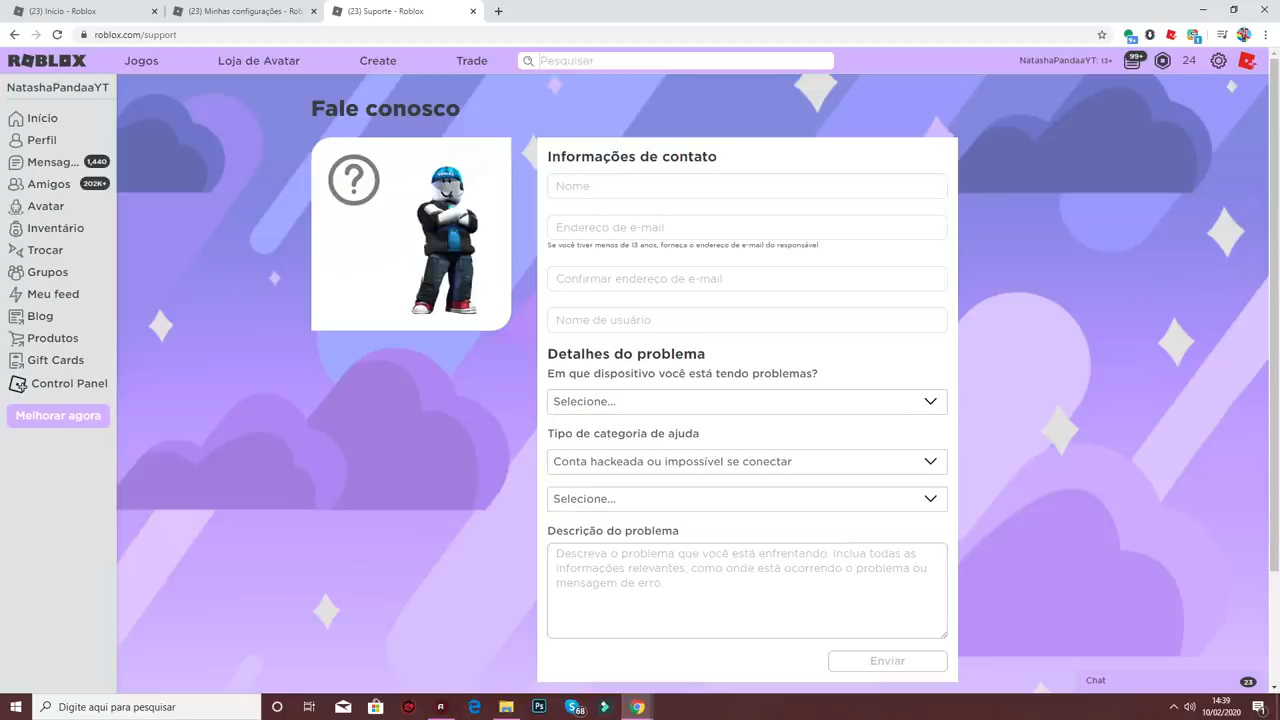 (23) Início - Roblox
(23) Minhas configurações - Rob
(23) Suporte - Roblox
roblox.com/support
9+
1
ROBLOX
Jogos
Loja de Avatar
Create
Trade
Pesquisar
NatashaPandaaYT: 13+
99+
24
NatashaPandaaYT
Início
Perfil
Mensag... 1,440
Amigos 202K+
Avatar
Inventário
Trocar
Grupos
Meu feed
Blog
Produtos
Gift Cards
Control Panel
Melhorar agora
Fale conosco
Informações de contato
Nome
Endereço de e-mail
Se você tiver menos de 13 anos, forneça o endereço de e-mail do responsável
Confirmar endereço de e-mail
Nome de usuário
Detalhes do problema
Em que dispositivo você está tendo problemas?
Selecione...
Tipo de categoria de ajuda
Conta hackeada ou impossível se conectar
Selecione...
Descrição do problema
Descreva o problema que você está enfrentando. Inclua todas as
informações relevantes, como onde está ocorrendo o problema ou
mensagem de erro.
Enviar
Chat
23
Digite aqui para pesquisar
Ps
68
14:39
10/02/2020
1